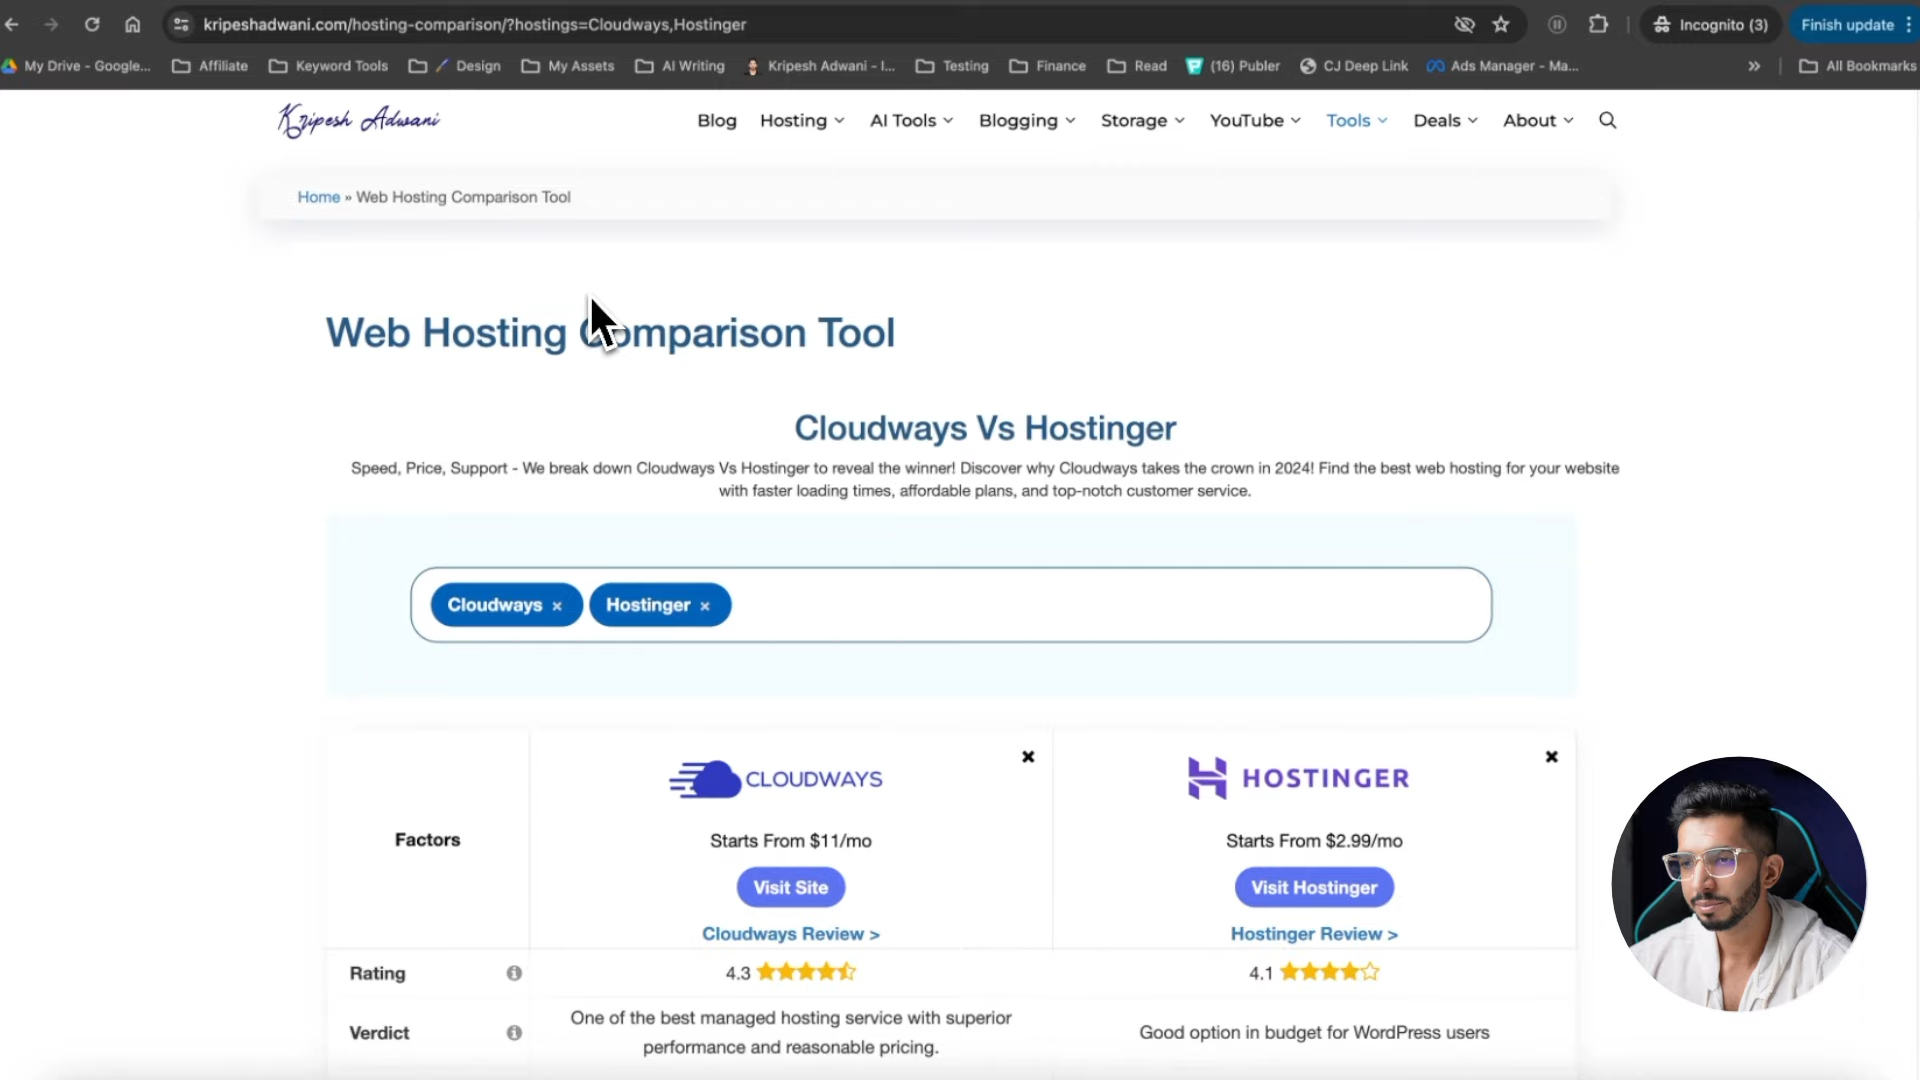 kripeshadwani.com/hosting-comparison/?hostings=Cloudways,Hostinger
Incognito (3)
Finish update
My Drive - Google...
Affiliate
Keyword Tools
Design
My Assets
AI Writing
Kripesh Adwani - I...
Testing
Finance
Read
(16) Publer
CJ Deep Link
Ads Manager - Ma...
»
All Bookmarks
Kripesh Adwani
Blog
Hosting
AI Tools
Blogging
Storage
YouTube
Tools
Deals
About
Home » Web Hosting Comparison Tool
Web Hosting Comparison Tool
Cloudways Vs Hostinger
Speed, Price, Support - We break down Cloudways Vs Hostinger to reveal the winner! Discover why Cloudways takes the crown in 2024! Find the best web hosting for your website
with faster loading times, affordable plans, and top-notch customer service.
Cloudways ×
Hostinger ×
Factors
CLOUDWAYS
Starts From $11/mo
Visit Site
Cloudways Review >
HOSTINGER
Starts From $2.99/mo
Visit Hostinger
Hostinger Review >
Rating
4.3
4.1
Verdict
One of the best managed hosting service with superior
performance and reasonable pricing.
Good option in budget for WordPress users